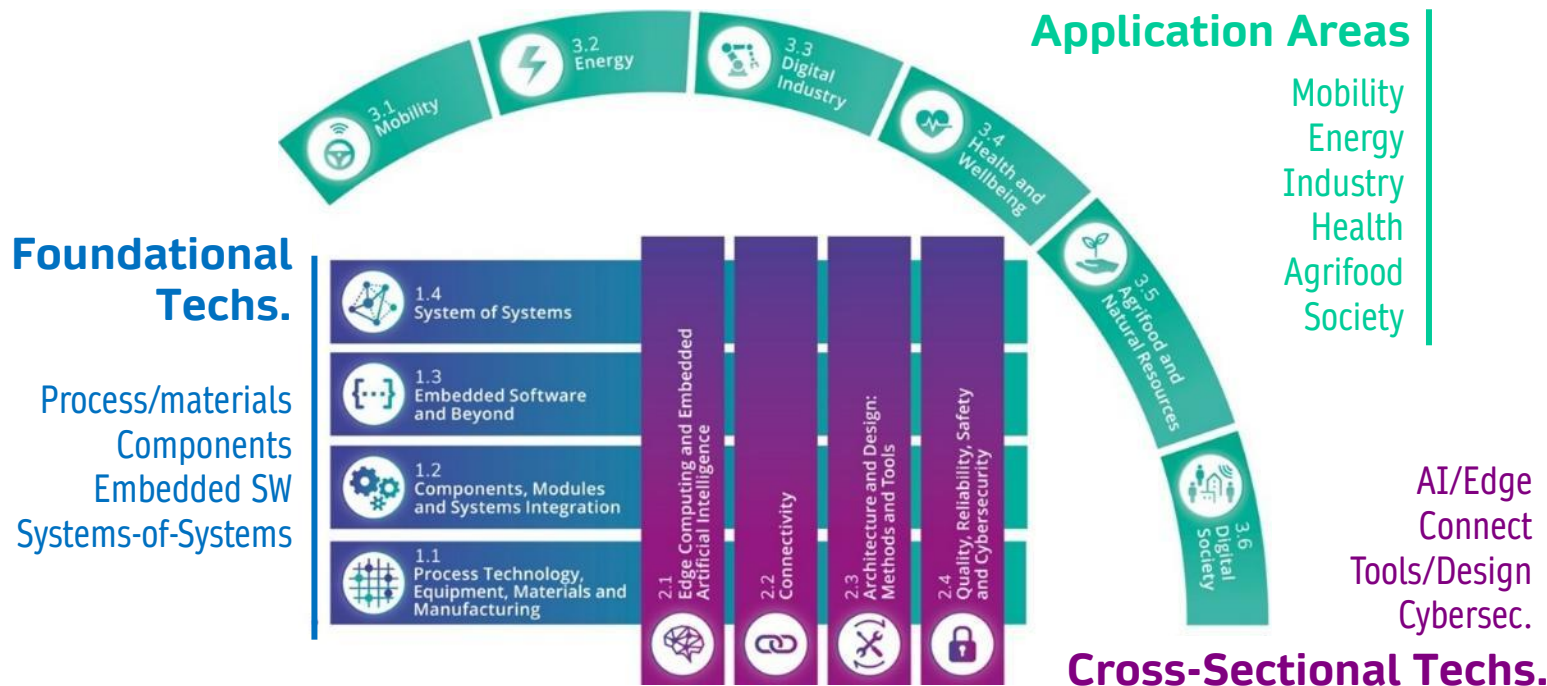 Application Areas
Mobility
Energy
Industry
Health
Agrifood
Society
3.1
Mobility
3.2
Energy
3.3
Digital
Industry
3.4
Health and
Wellbeing
3.5
Agrifood and
Natural Resources
3.6
Digital
Society
Foundational
Techs.
Process/materials
Components
Embedded SW
Systems-of-Systems
1.4
System of Systems
1.3
Embedded Software
and Beyond
1.2
Components, Modules
and Systems Integration
1.1
Process Technology,
Equipment, Materials and
Manufacturing
2.1
Edge Computing and Embedded
Artificial Intelligence
2.2
Connectivity
2.3
Architecture and Design:
Methods and Tools
2.4
Quality, Reliability, Safety
and Cybersecurity
AI/Edge
Connect
Tools/Design
Cybersec.
Cross-Sectional Techs.